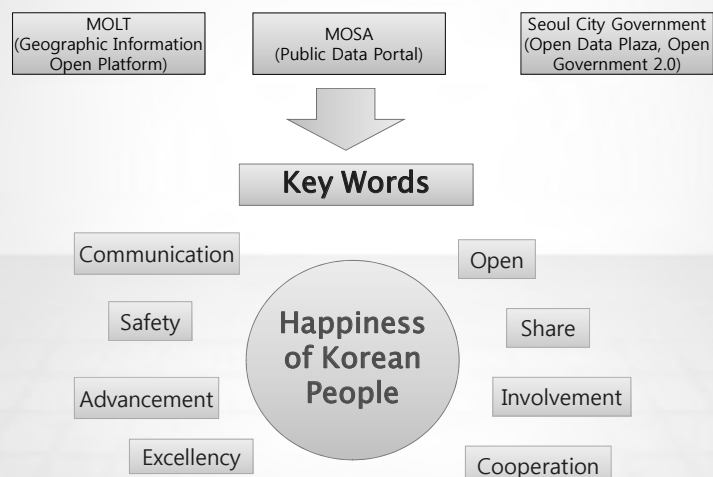 MOLT
(Geographic Information
Open Platform)
MOSA
(Public Data Portal)
Seoul City Government
(Open Data Plaza, Open
Government 2.0)
Key Words
Communication
Open
Safety
Happiness
of Korean
People
Share
Advancement
Involvement
Excellency
Cooperation